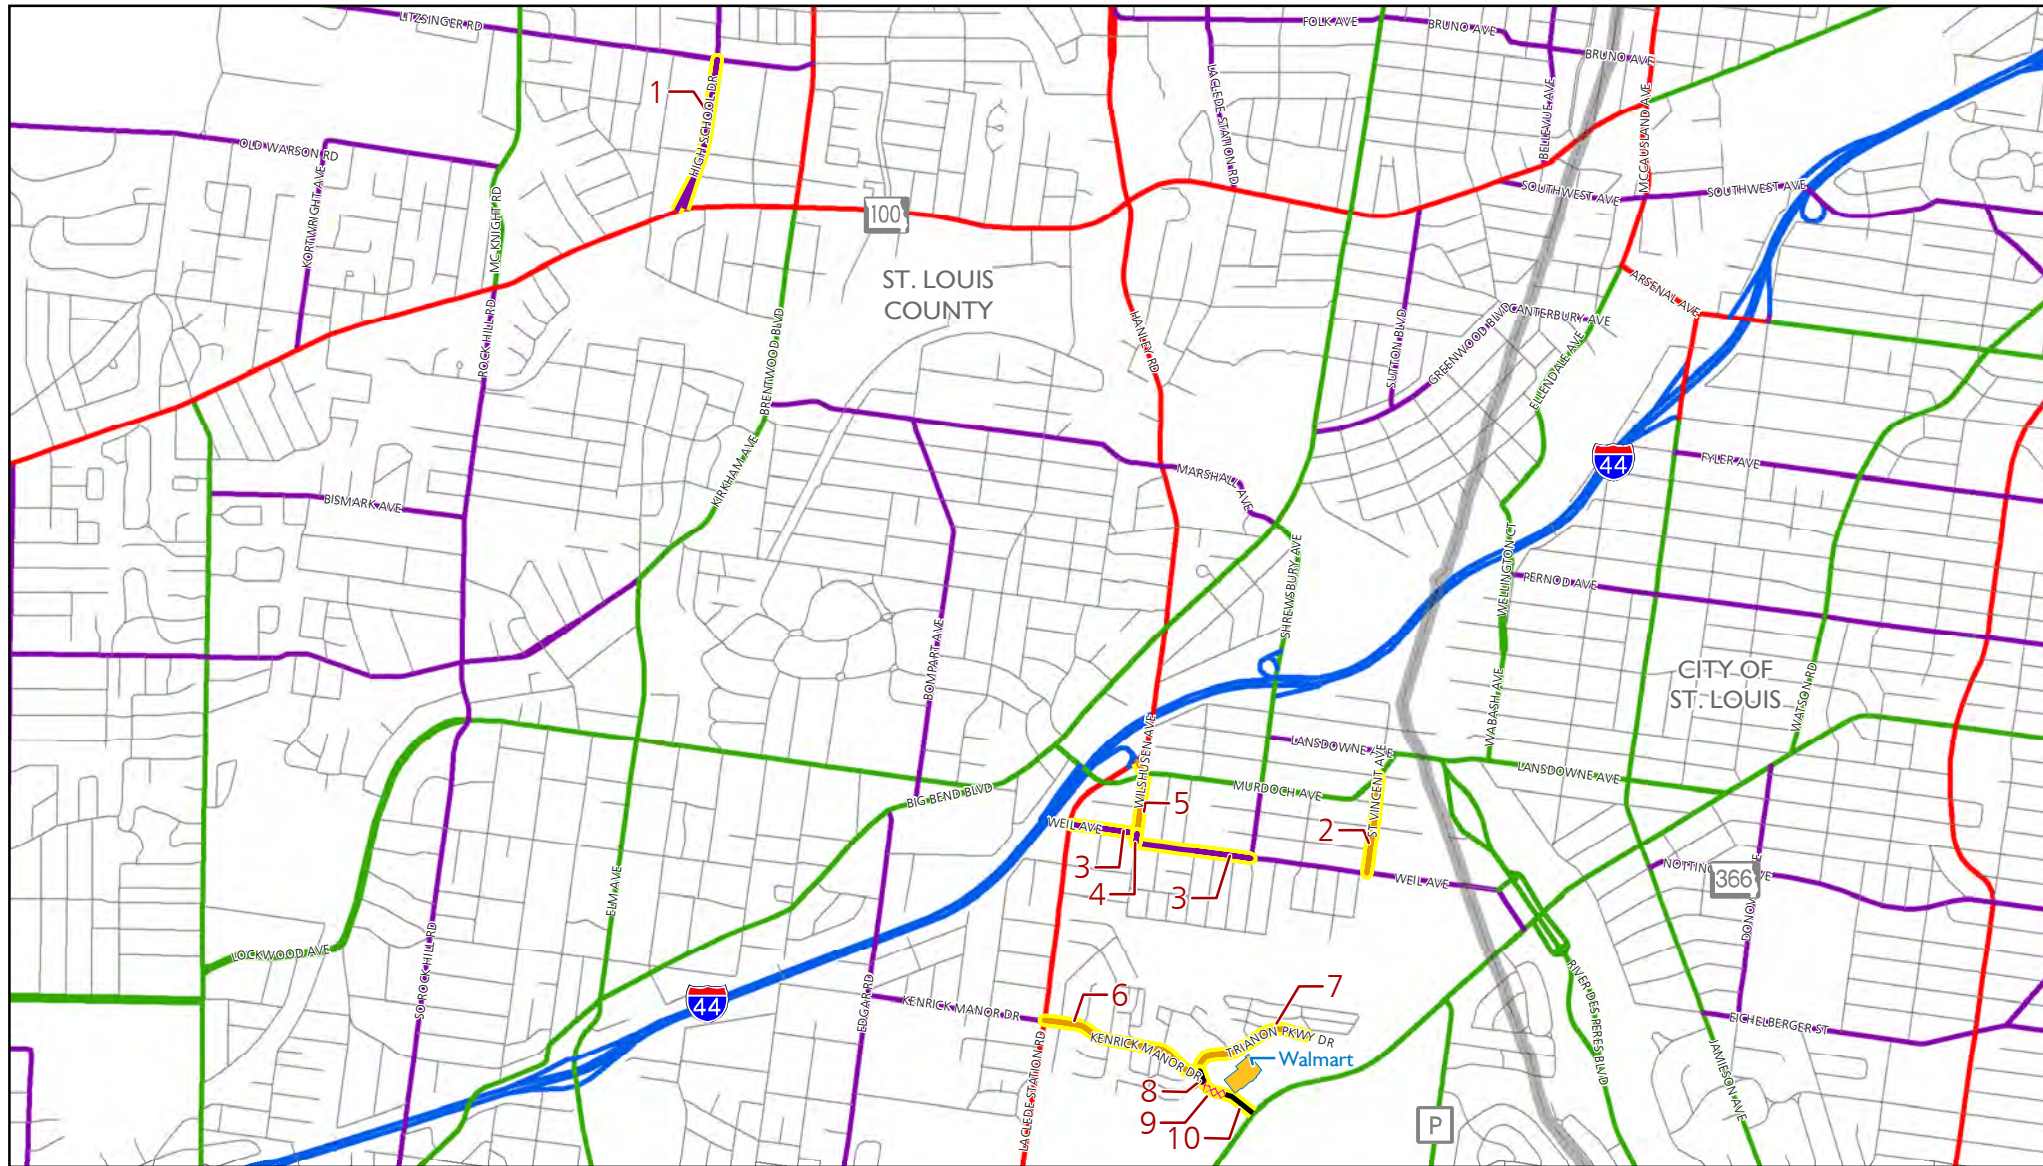 LITZSINGER RD
FOLK AVE
BRUNO AVE
BRUNO AVE
1
HIGH SCHOOL DR
LACLEDE STATION RD
BELLEVUE AVE
MCCAUSLAND AVE
OLD WARSON RD
KORTWRIGHT AVE
MC KNIGHT RD
SOUTHWEST AVE
SOUTHWEST AVE
100
ST. LOUIS
COUNTY
ARSENAL AVE
ROCK HILL RD
BRENTWOOD BLVD
HANLEY RD
SUTTON BLVD
GREENWOOD BLVD
CANTERBURY AVE
ELLENDALE AVE
KIRKHAM AVE
44
FYLER AVE
MARSHALL AVE
BISMARK AVE
SHREWSBURY AVE
WELLINGTON CT
PERNOD AVE
BOMPART AVE
CITY OF
ST. LOUIS
WABASH AVE
WATSON RD
WILSHUSEN AVE
LANSDOWNE AVE
LANSDOWNE AVE
ST VINCENT AVE
MURDOCH AVE
BIG BEND BLVD
5
WEIL AVE
2
3
4
3
WEIL AVE
366
ELM AVE
LOCKWOOD AVE
SO ROCK HILL RD
EDGAR RD
RIVER DES PERES BLVD
44
KENRICK MANOR DR
6
7
EICHELBERGER ST
KENRICK MANOR DR
TRIANON PKWY DR
Walmart
LACLEDE STATION RD
JAMIESON AVE
8
9
10
P